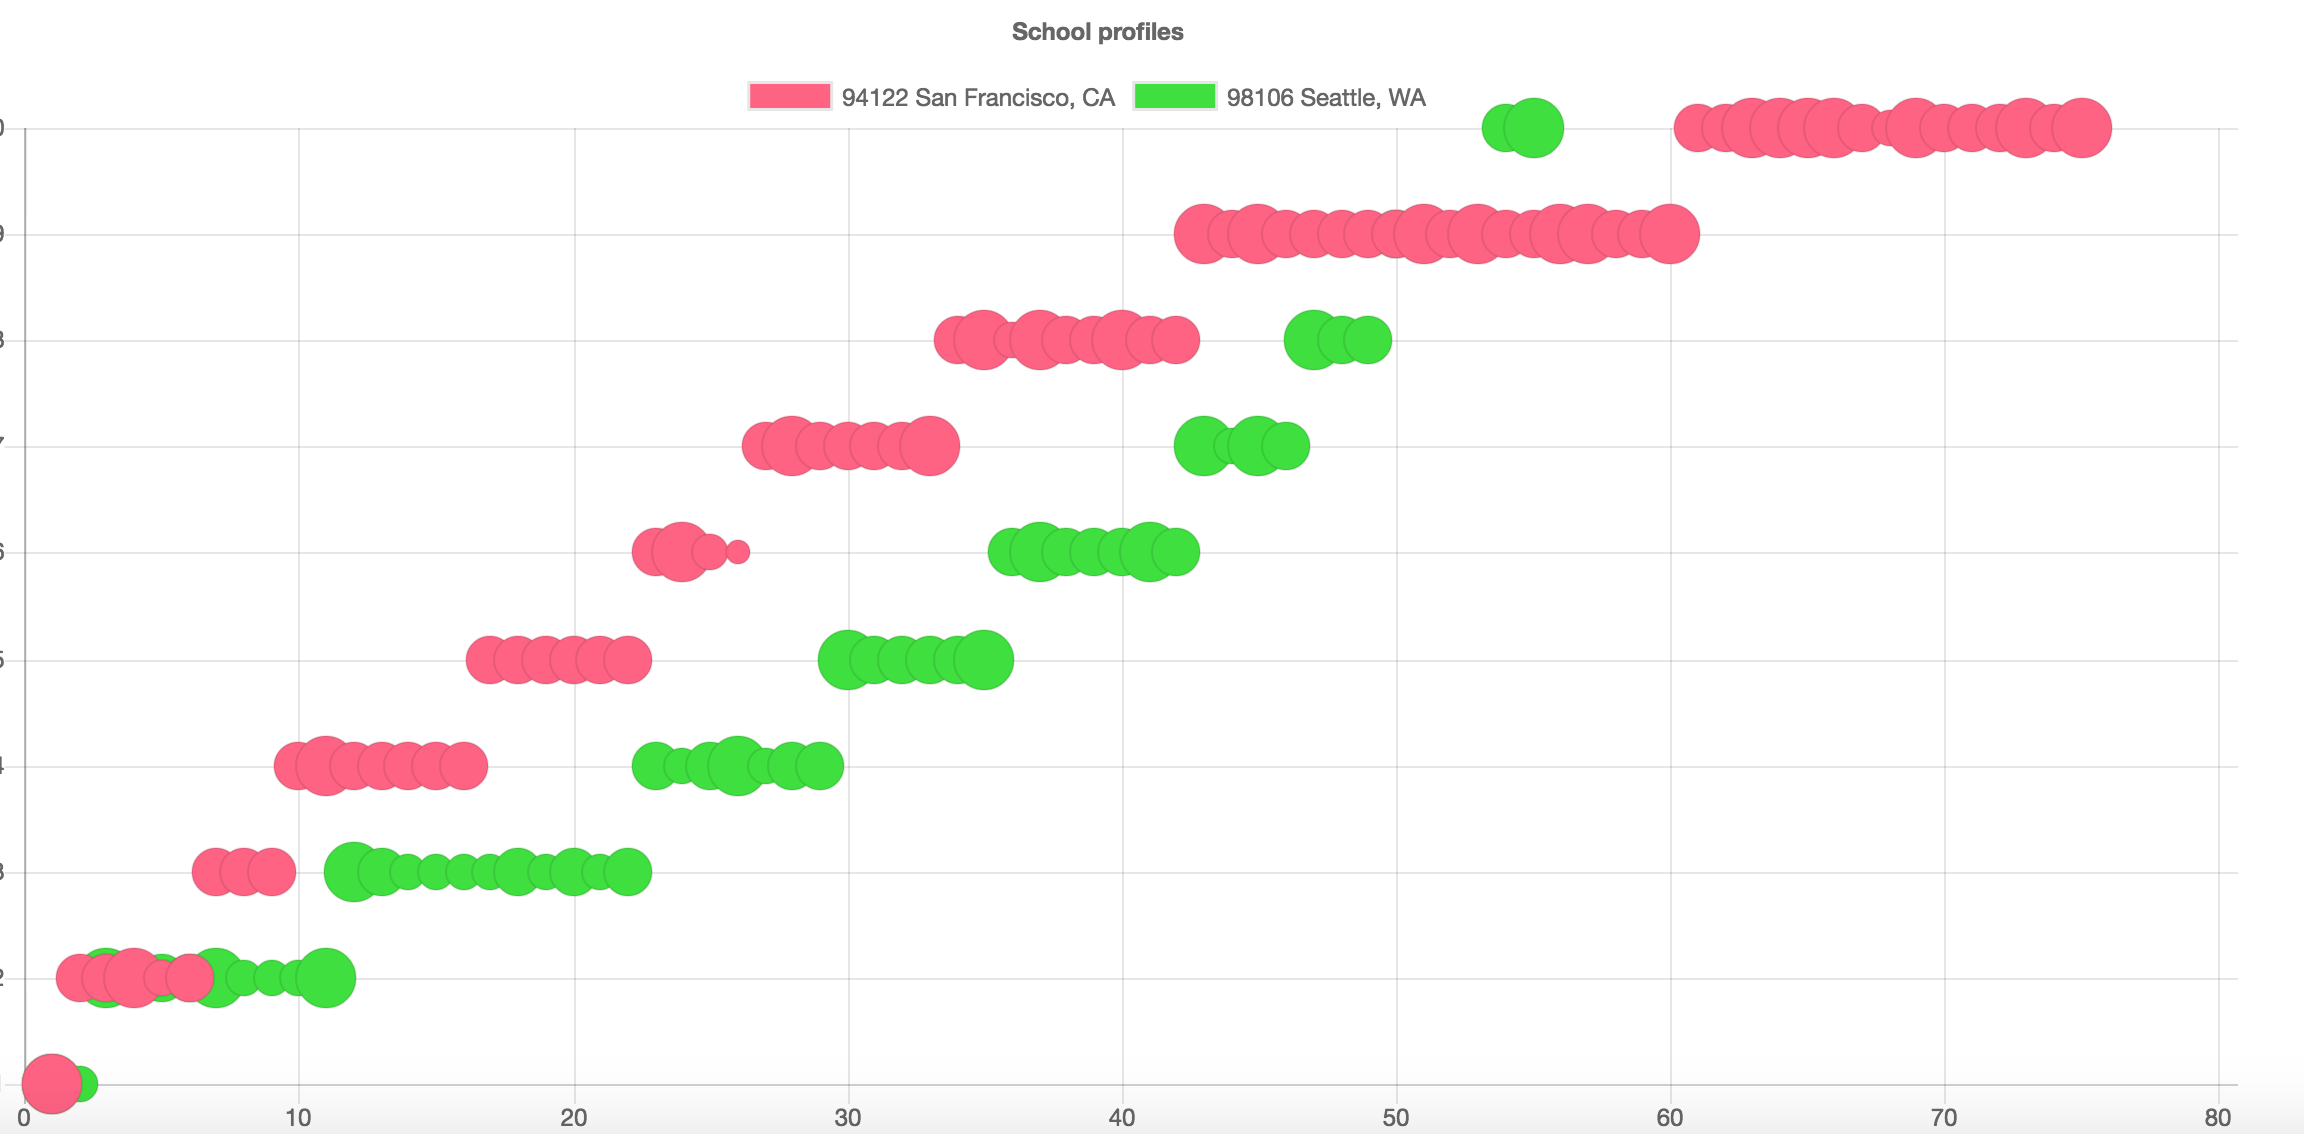 School profiles
94122 San Francisco, CA 98106 Seattle, WA
0 10 20 30 40 50 60 70 80